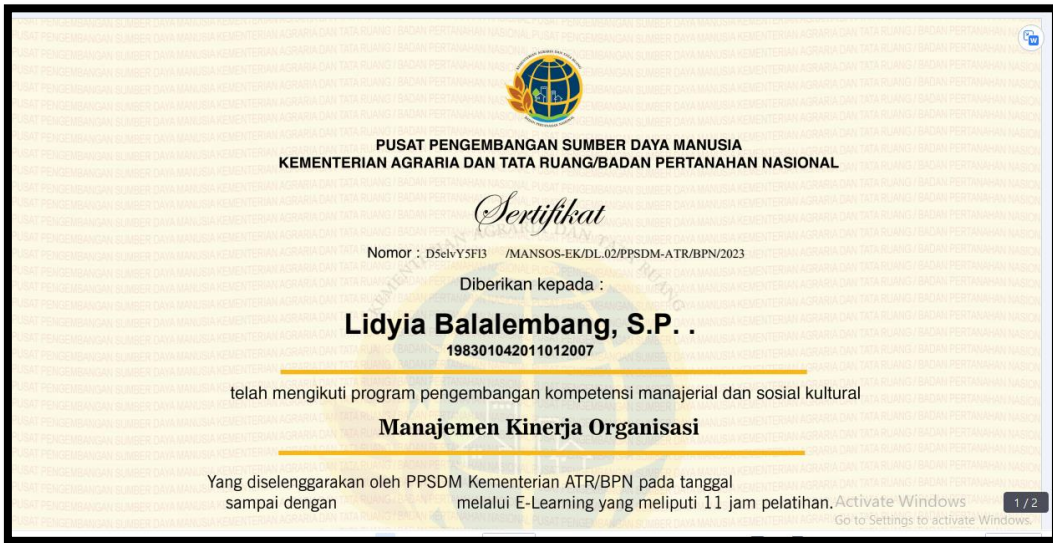 PUSAT PENGEMBANGAN SUMBER DAYA MANUSIA
KEMENTERIAN AGRARIA DAN TATA RUANG/BADAN PERTANAHAN NASIONAL
Sertifikat
Nomor : D5elvY5Fl3 /MANSOS-EK/DL.02/PPSDM-ATR/BPN/2023
Diberikan kepada :
Lidyia Balalembang, S.P. .
198301042011012007
telah mengikuti program pengembangan kompetensi manajerial dan sosial kultural
Manajemen Kinerja Organisasi
Yang diselenggarakan oleh PPSDM Kementerian ATR/BPN pada tanggal
sampai dengan melalui E-Learning yang meliputi 11 jam pelatihan.
Activate Windows
Go to Settings to activate Windows.
1 / 2